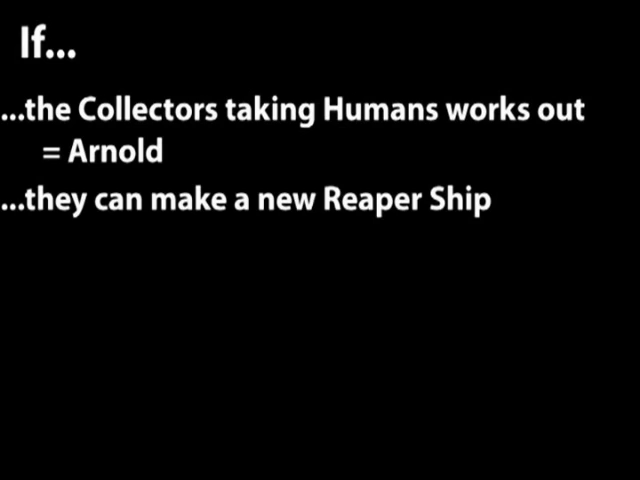 If...
...the Collectors taking Humans works out
= Arnold
...they can make a new Reaper Ship